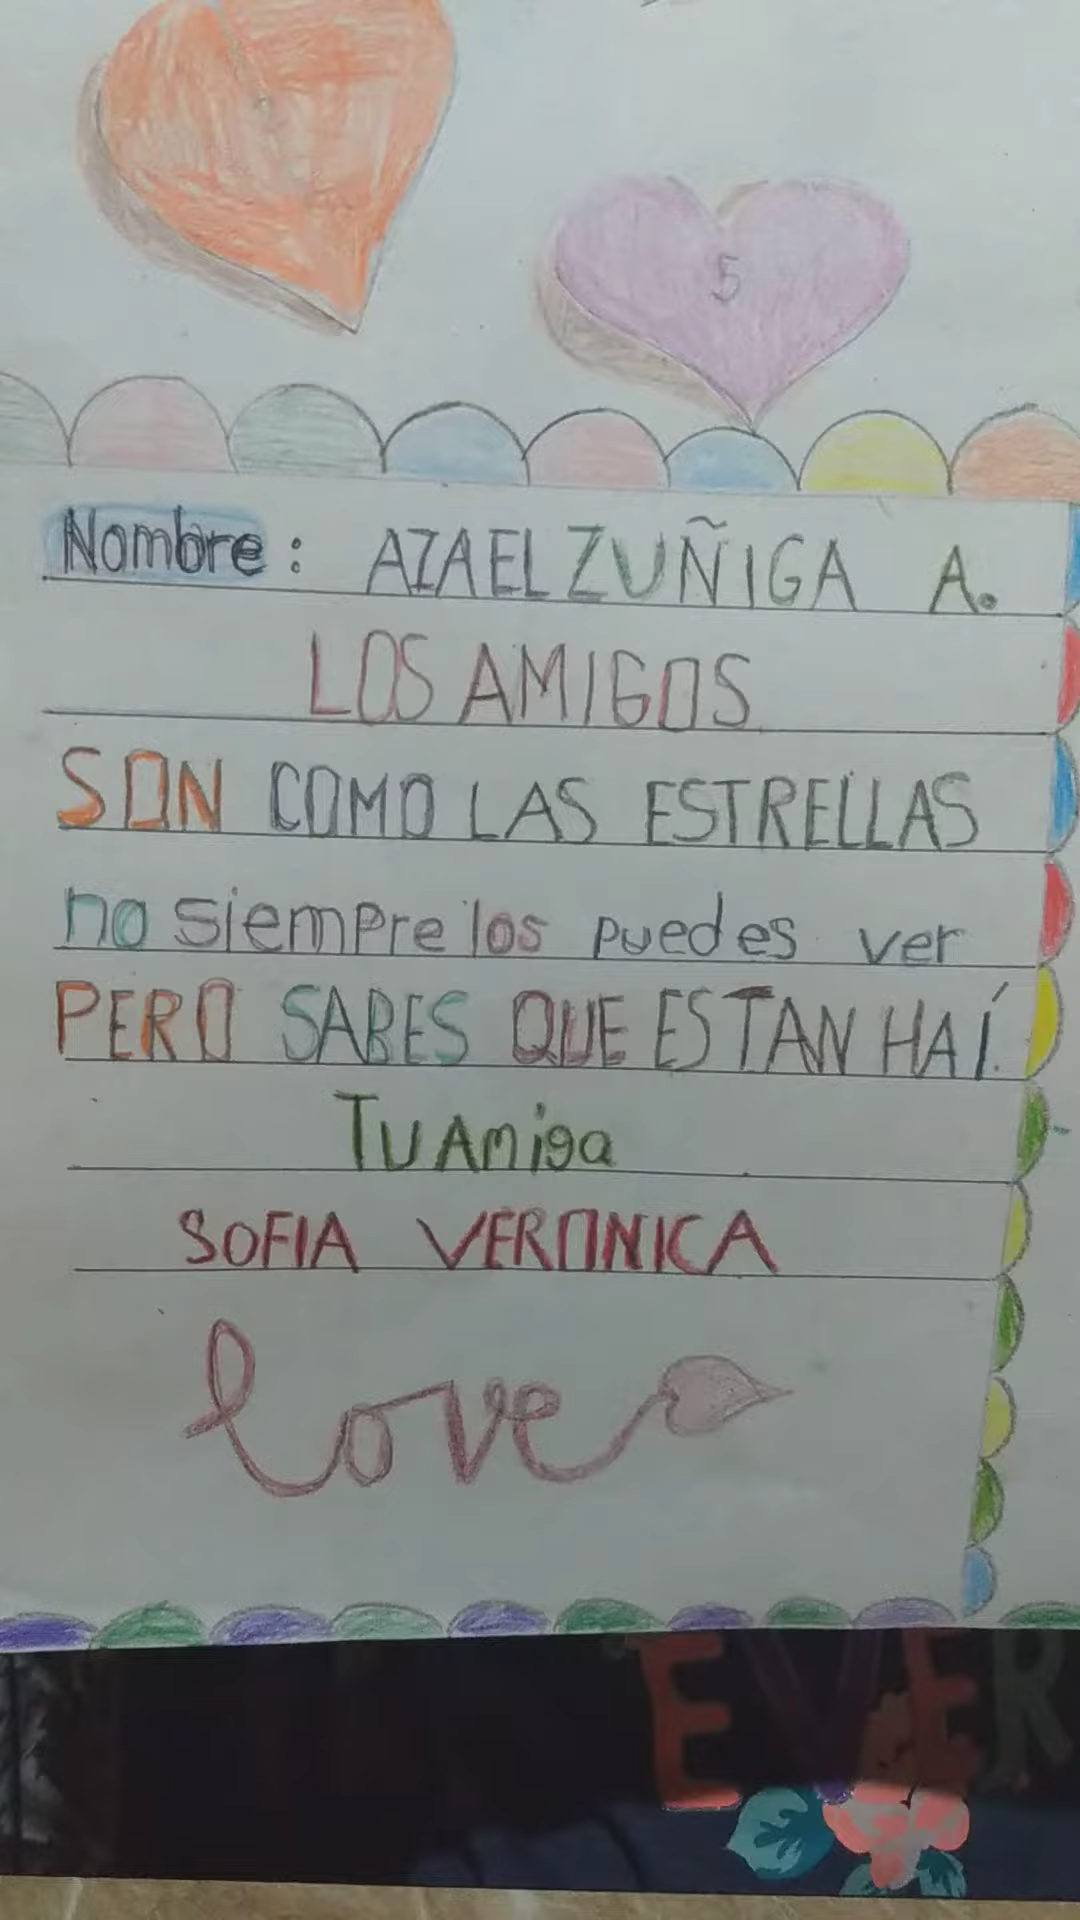 5
Nombre: AZAEL ZUÑIGA A.
LOS AMIGOS
SON COMO LAS ESTRELLAS
no siempre los puedes ver
PERO SABES QUE ESTAN HAÍ.
TU AMiga
SOFIA VERONICA
love
EVER